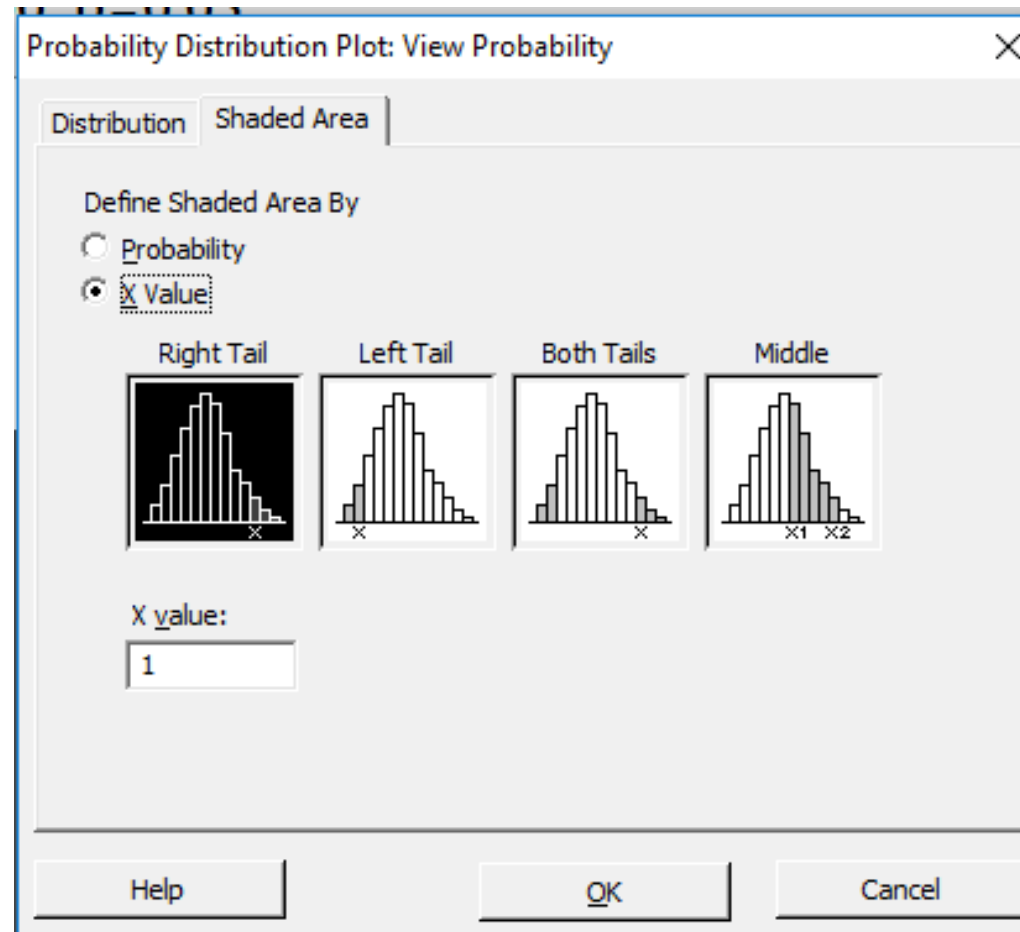 Probability Distribution Plot: View Probability
Distribution Shaded Area
Define Shaded Area By
Probability
X Value
Right Tail Left Tail Both Tails Middle
X X X X1 X2
X value:
1
Help OK Cancel